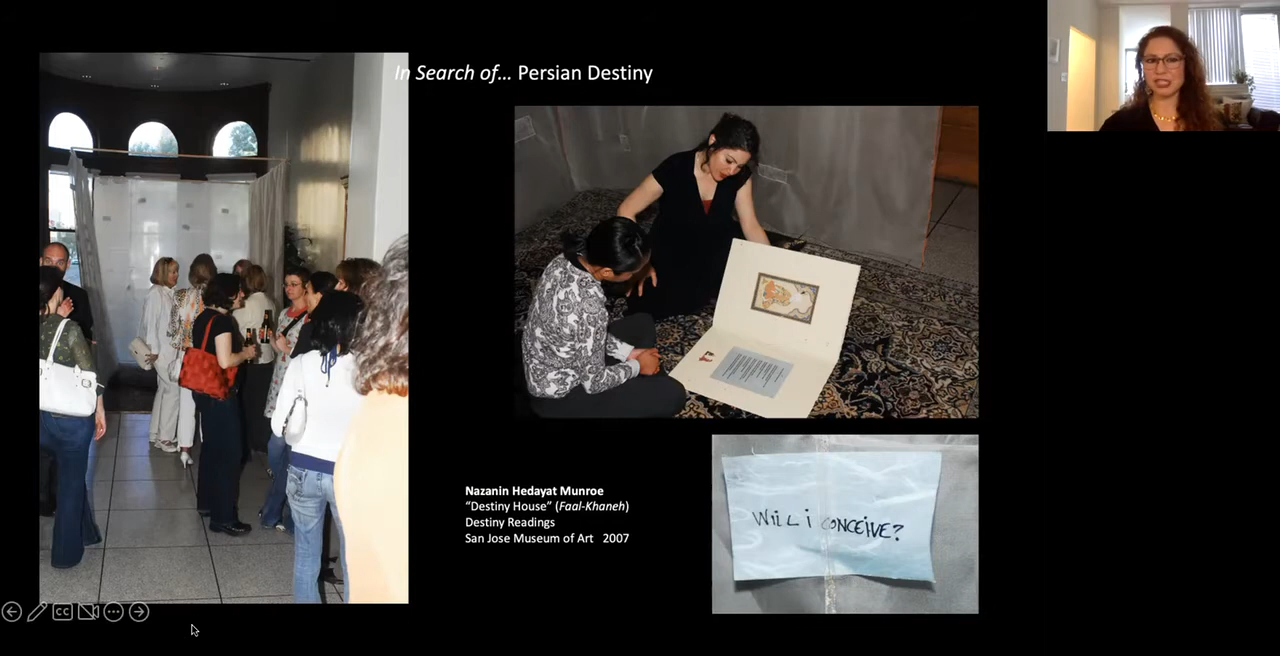 In Search of... Persian Destiny
Nazanin Hedayat Munroe
“Destiny House” (Faal-Khaneh)
Destiny Readings
San Jose Museum of Art 2007
WiLL i CONCEiVE?
CC